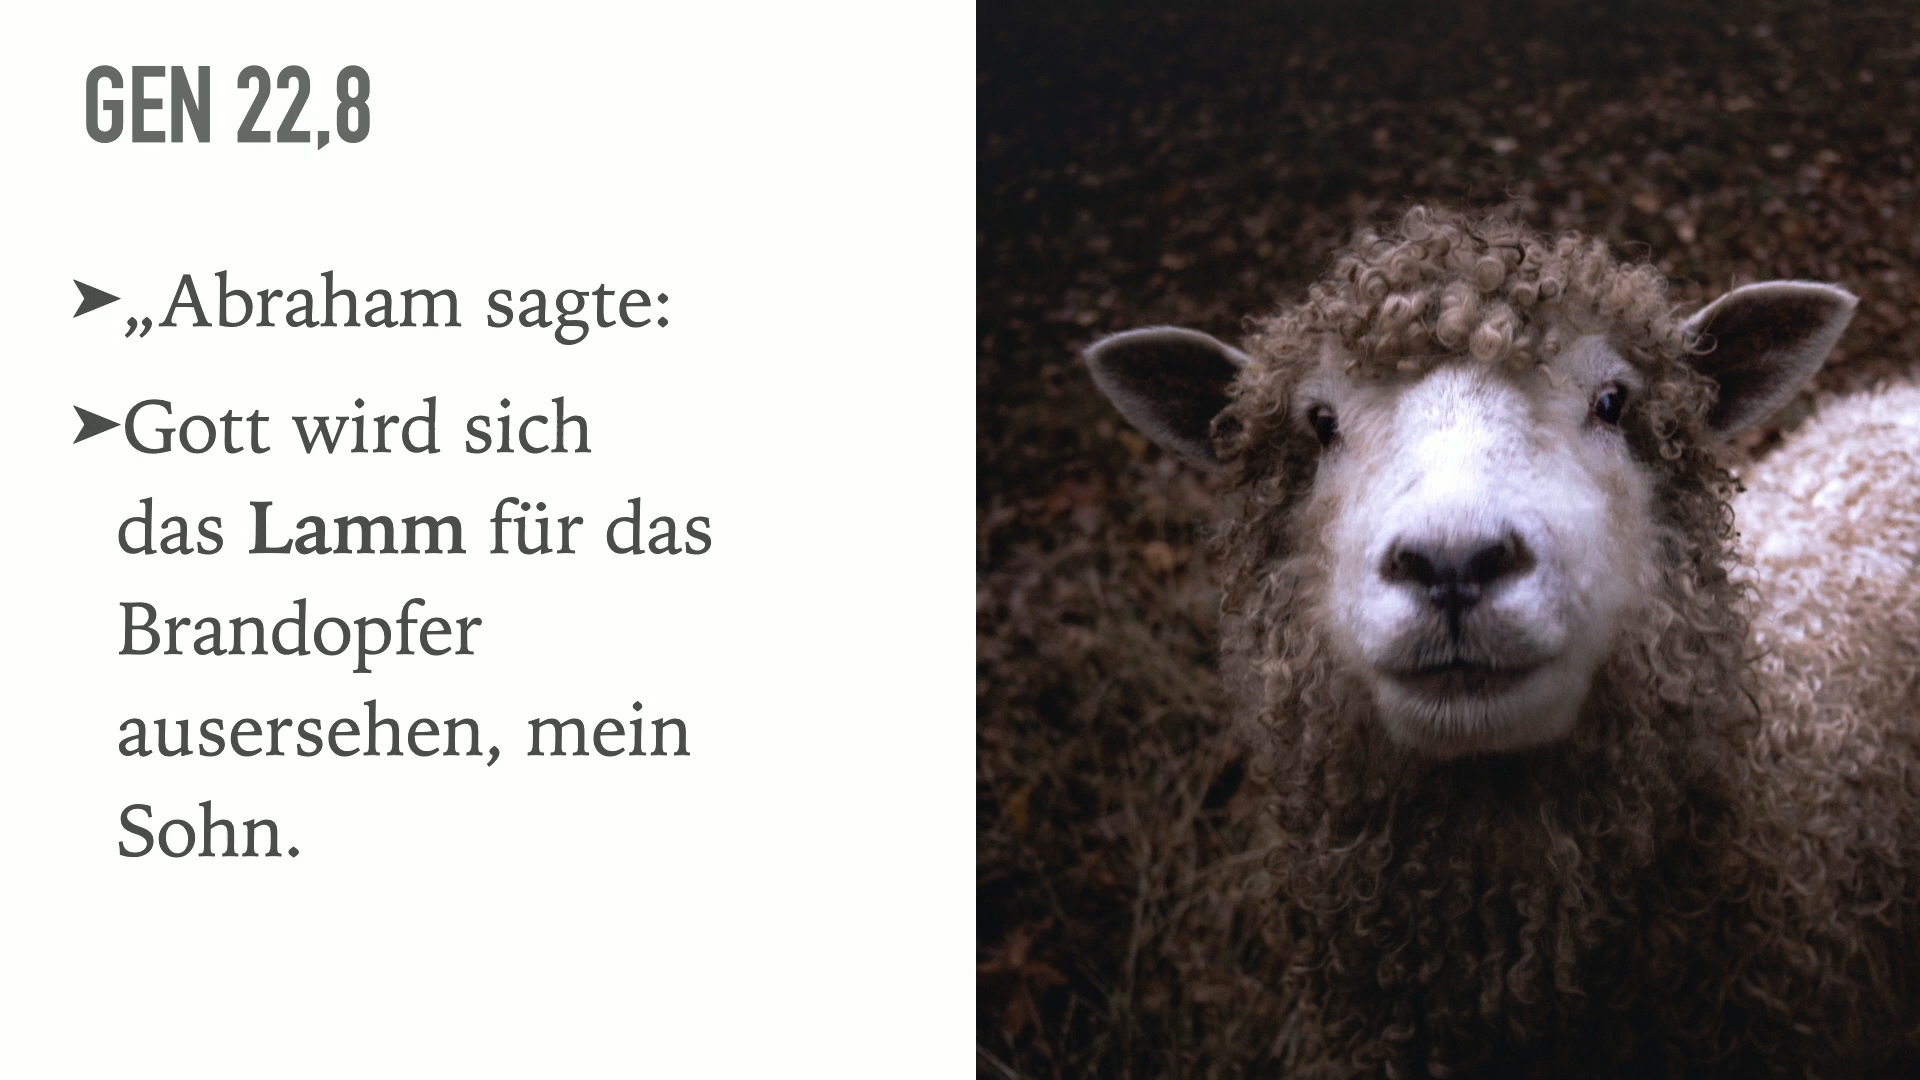 GEN 22,8
➤„Abraham sagte:
➤Gott wird sich
das Lamm für das
Brandopfer
ausersehen, mein
Sohn.